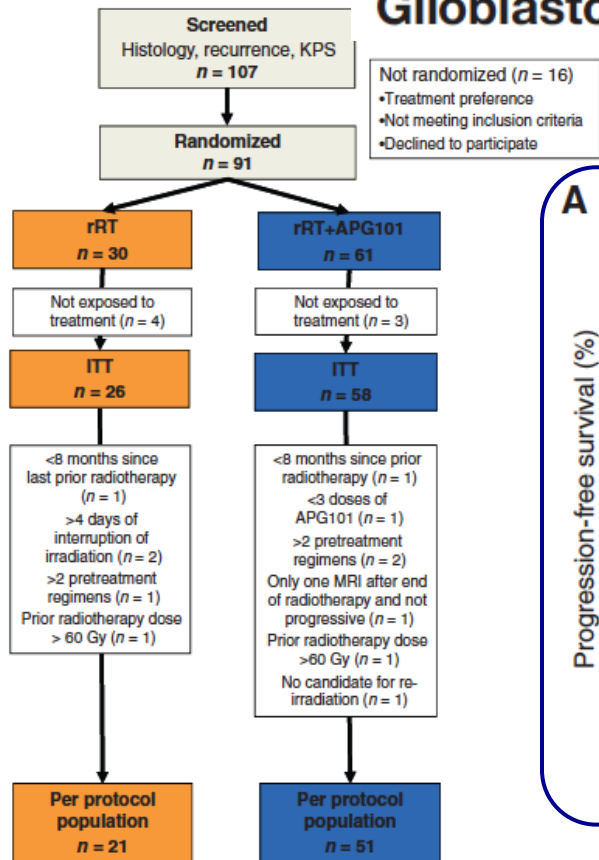 Glioblasto
Screened
Histology, recurrence, KPS
n = 107
Not randomized (n = 16)
•Treatment preference
•Not meeting inclusion criteria
•Declined to participate
Randomized
n = 91
rRT
n = 30
rRT+APG101
n = 61
Not exposed to
treatment (n = 4)
Not exposed to
treatment (n = 3)
ITT
n = 26
ITT
n = 58
<8 months since
last prior radiotherapy
(n = 1)
>4 days of
interruption of
irradiation (n = 2)
>2 pretreatment
regimens (n = 1)
Prior radiotherapy dose
> 60 Gy (n = 1)
<8 months since prior
radiotherapy (n = 1)
<3 doses of
APG101 (n = 1)
>2 pretreatment
regimens (n = 2)
Only one MRI after end
of radiotherapy and not
progressive (n = 1)
Prior radiotherapy dose
>60 Gy (n = 1)
No candidate for re-
irradiation (n = 1)
Per protocol
population
n = 21
Per protocol
population
n = 51
A
Progression-free survival (%)